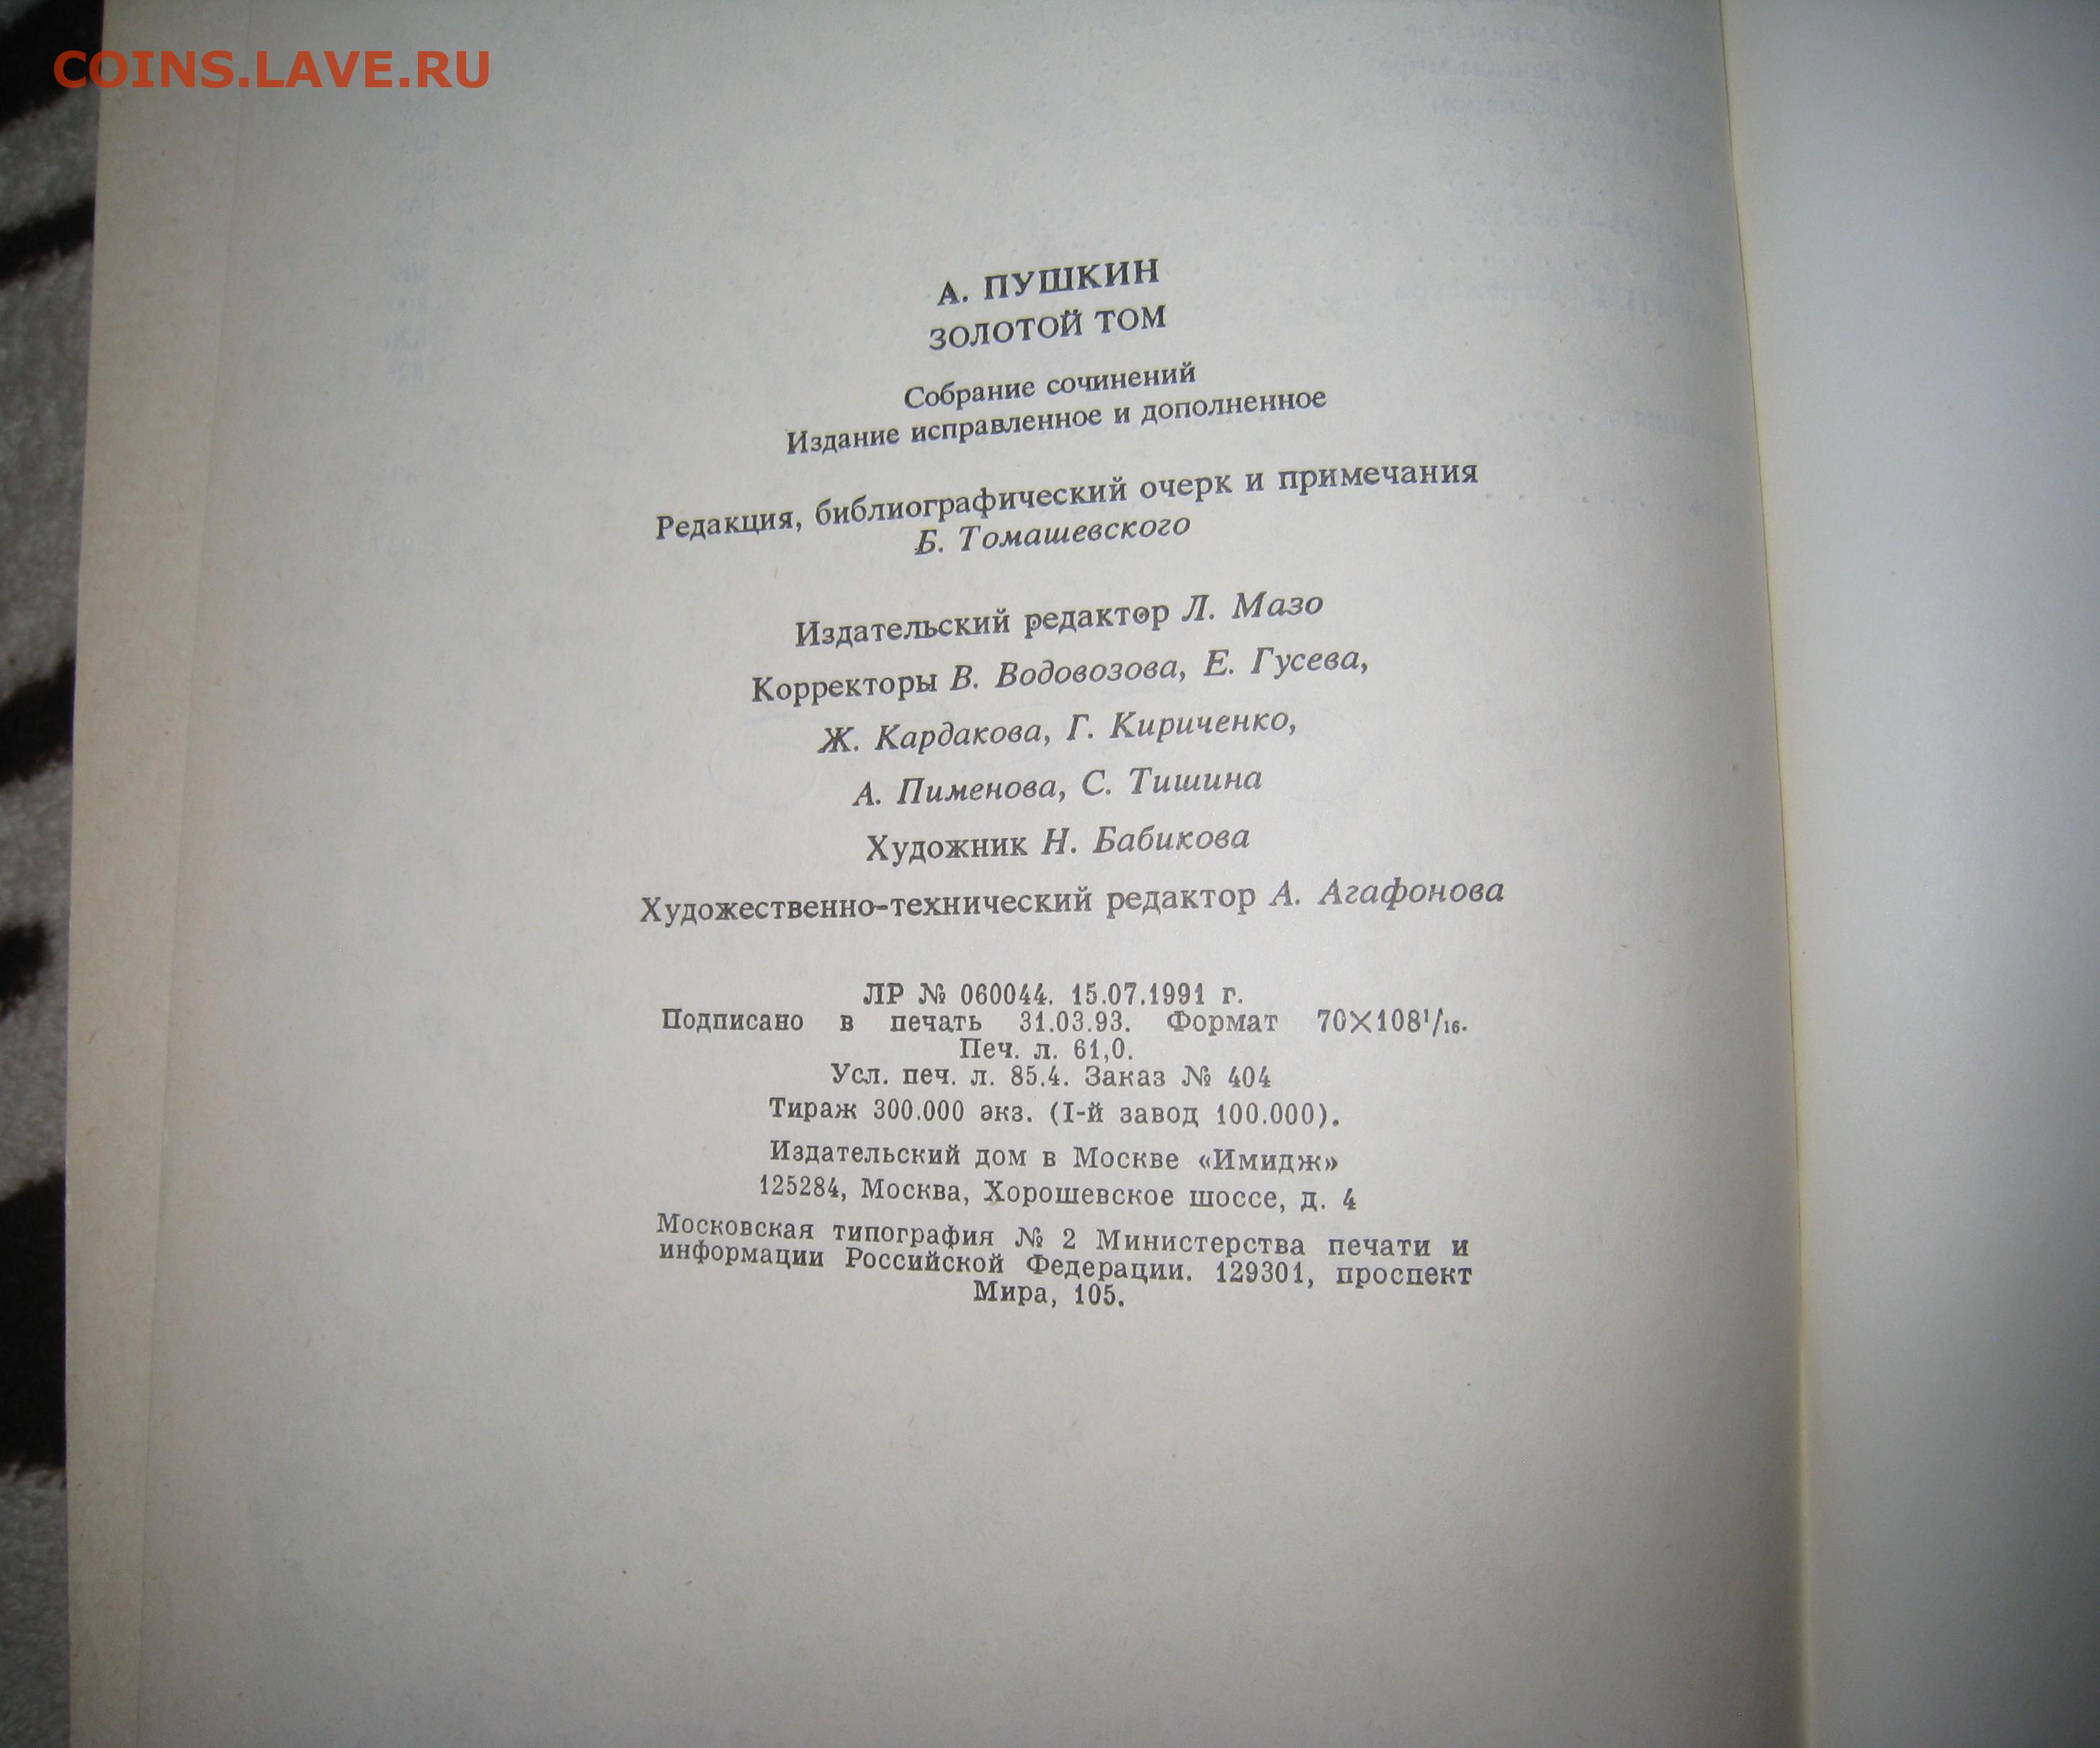 COINS.LAVE.RU
А. ПУШКИН
ЗОЛОТОЙ ТОМ
Собрание сочинений
Издание исправленное и дополненное
Редакция, библиографический очерк и примечания
Б. Томашевского
Издательский редактор Л. Мазо
Корректоры В. Водовозова, Е. Гусева,
Ж. Кардакова, Г. Кириченко,
А. Пименова, С. Тишина
Художник Н. Бабикова
Художественно-технический редактор А. Агафонова
ЛР № 060044. 15.07.1991 г.
Подписано в печать 31.03.93. Формат 70×108¹/₁₆.
Печ. л. 61,0.
Усл. печ. л. 85.4. Заказ № 404
Тираж 300.000 экз. (I-й завод 100.000).
Издательский дом в Москве «Имидж»
125284, Москва, Хорошевское шоссе, д. 4
Московская типография № 2 Министерства печати и
информации Российской Федерации. 129301, проспект
Мира, 105.